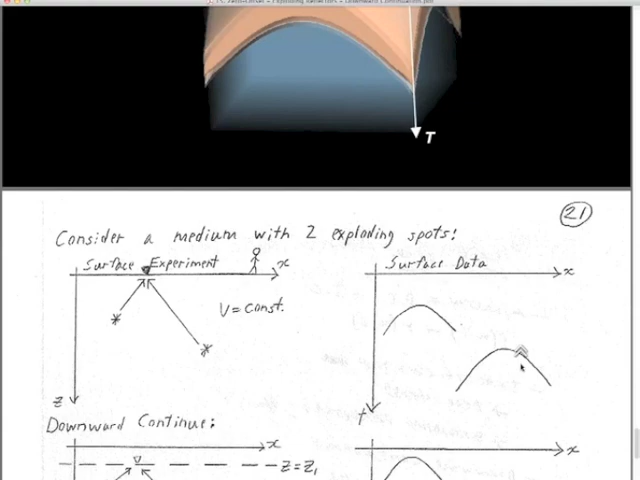 T
21
Consider a medium with 2 exploding spots!
Surface Experiment x
Surface Data x
V = const.
z
t
Downward Continue:
x
x
z = z1